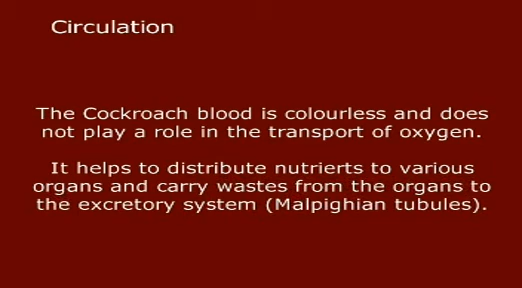 Circulation
The Cockroach blood is colourless and does
not play a role in the transport of oxygen.
It helps to distribute nutrierts to various
organs and carry wastes from the organs to
the excretory system (Malpighian tubules).